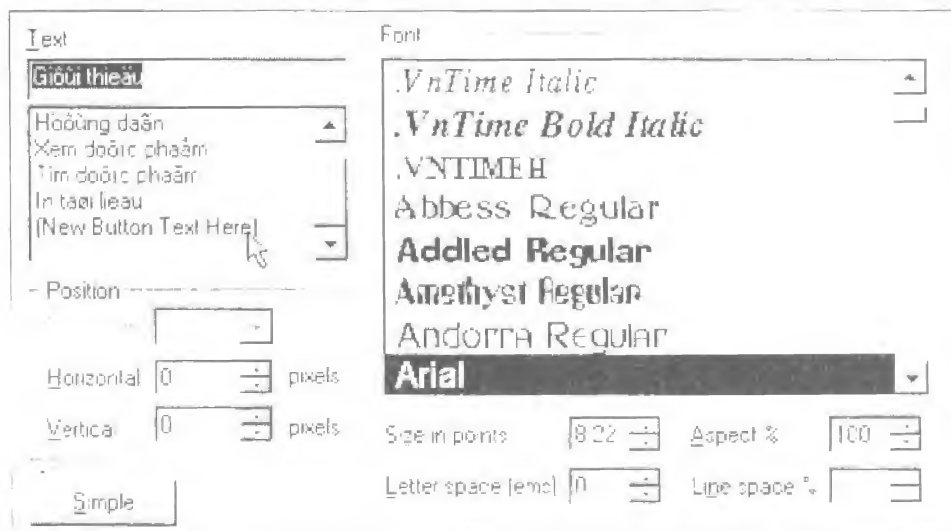 Text
Giôùi thieäu
Höôùng daãn
Xem döôïc phaåm
Tìm döôïc phaåm
In taøi lieäu
(New Button Text Here)
Position
Horizontal 0 pixels
Vertical 0 pixels
Simple
Font
.VnTime Italic
.VnTime Bold Italic
.VNTIMEH
Abbess Regular
Addled Regular
Amethyst Regular
Andorra Regular
Arial
Size in points 8.22 Aspect % 100
Letter space (ems) 0 Line space %